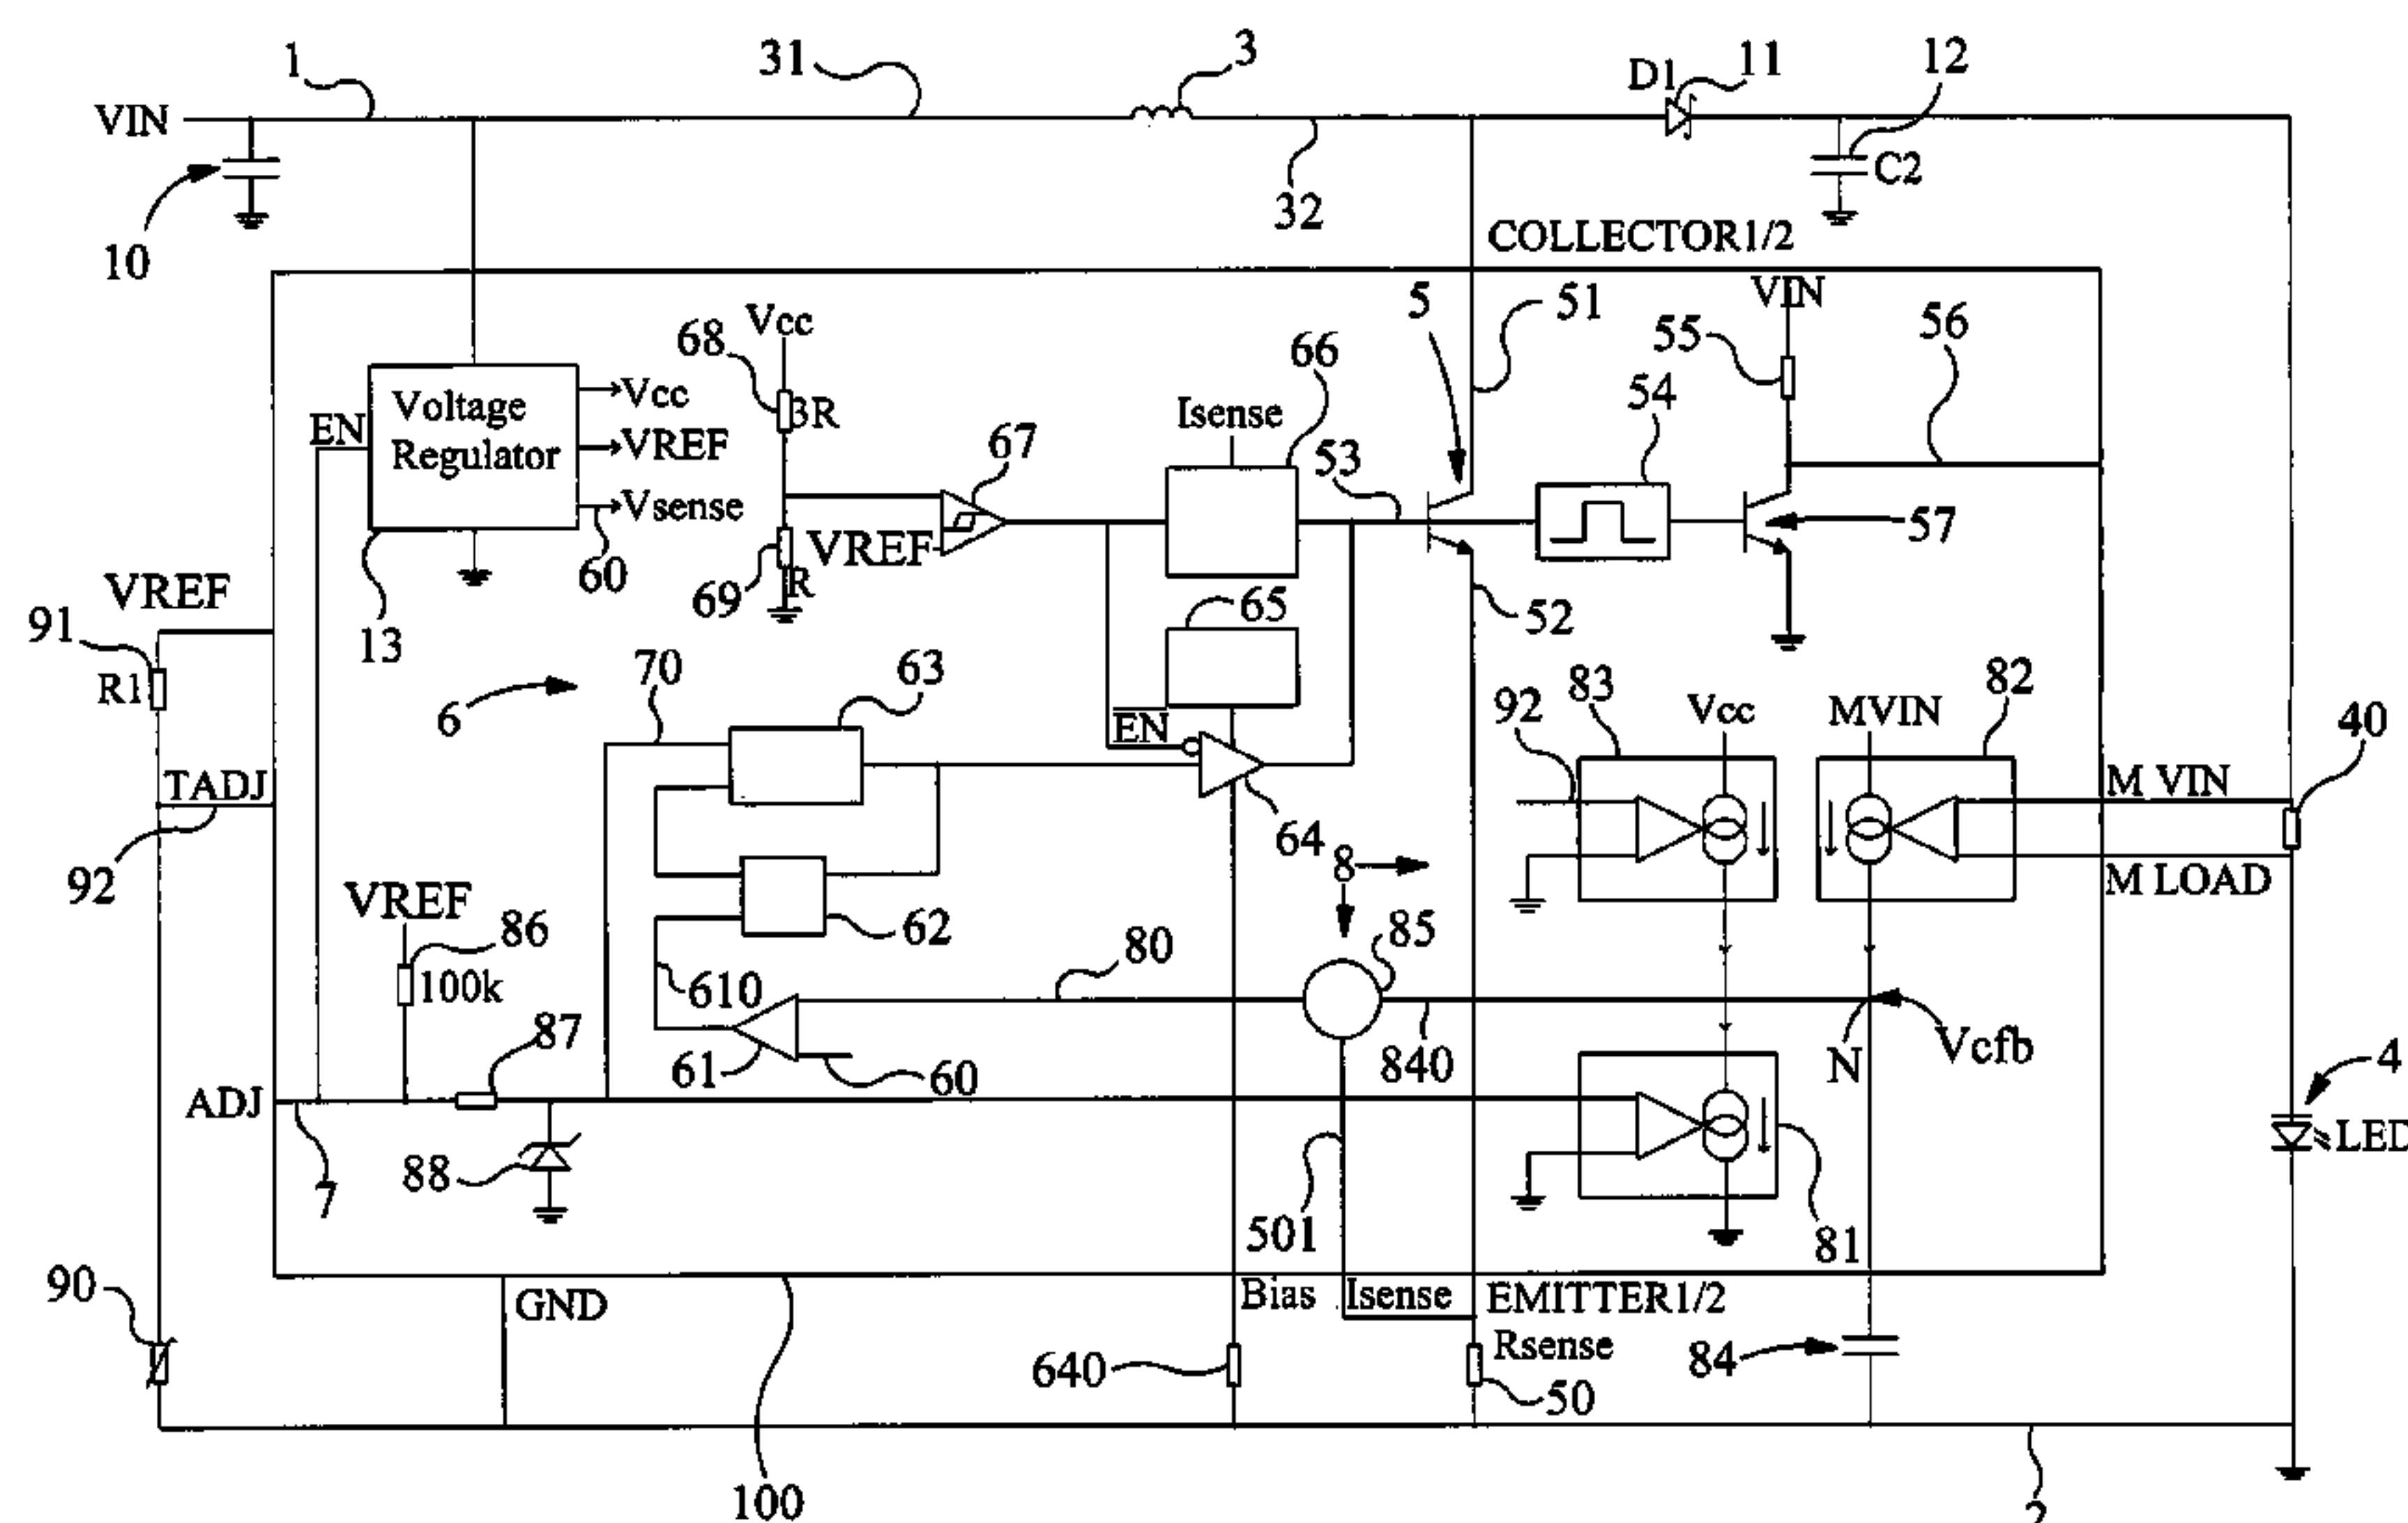 1
31
3
D1
11
12
VIN
C2
10
32
COLLECTOR1/2
VIN
5
51
56
68
Vcc
55
66
54
Vcc
3R
Isense
EN
Voltage
Regulator
VREF
67
53
Vsense
VREF
57
60
69
R
65
52
VREF
91
13
R1
70
63
83
82
6
EN
92
Vcc
MVIN
40
TADJ
M VIN
64
8
92
M LOAD
VREF
86
62
85
80
100k
610
87
N
Vcfb
61
60
840
4
ADJ
LED
88
7
501
81
90
GND
Bias
Isense
EMITTER1/2
Rsense
640
84
50
100
2